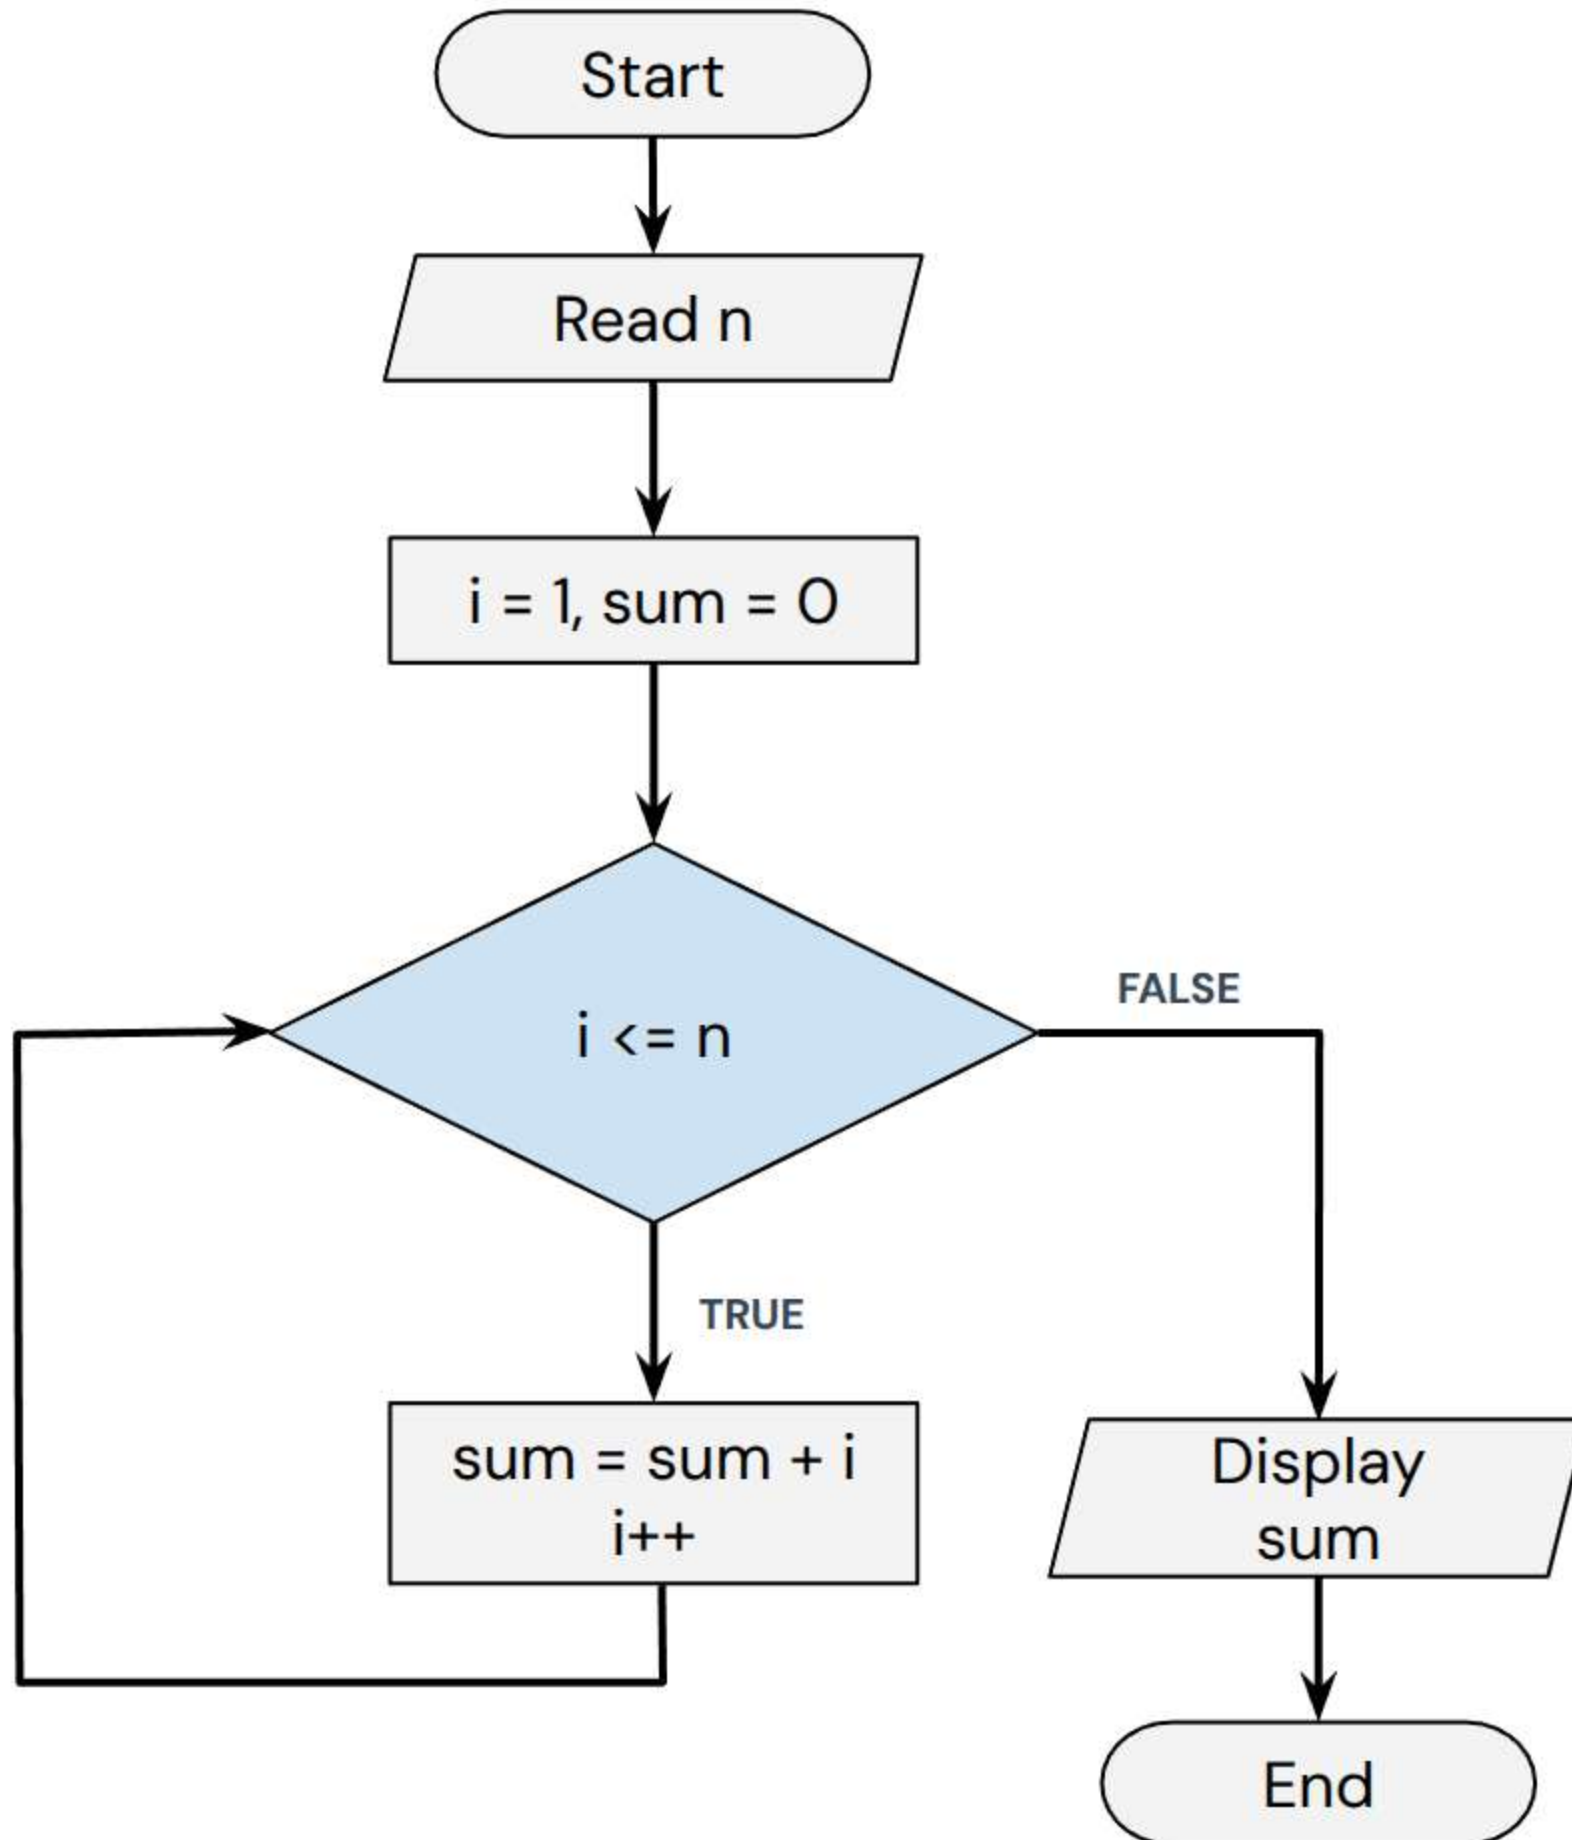 Start
Read n
i = 1, sum = 0
i <= n
FALSE
TRUE
sum = sum + i
i++
Display
sum
End